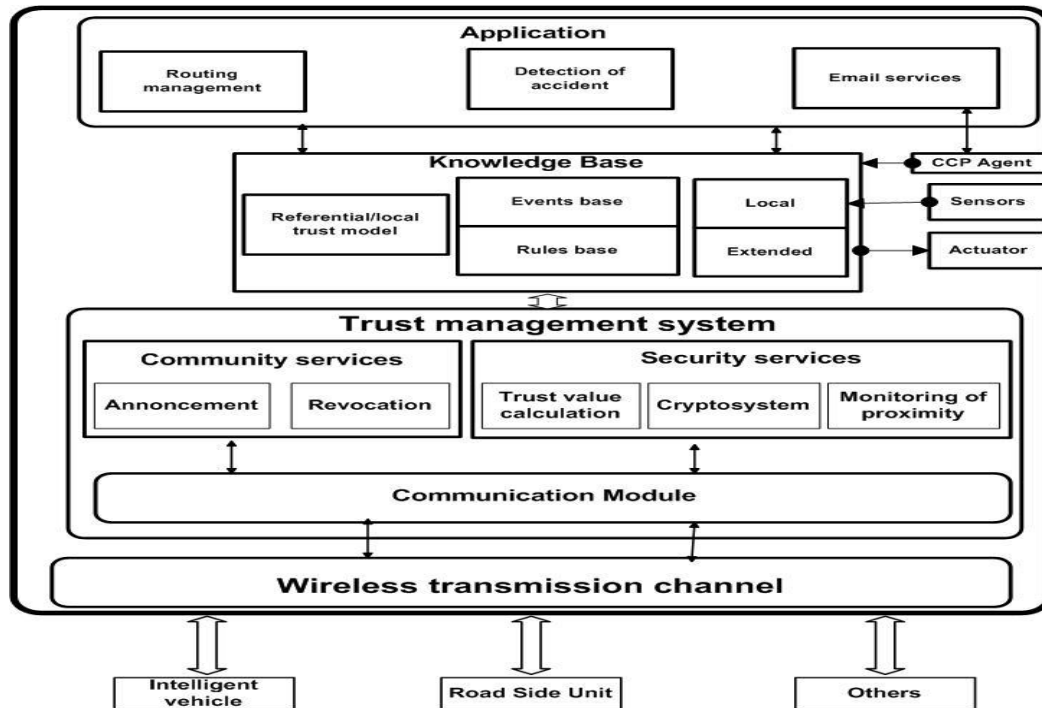 Application
Routing
management
Detection of
accident
Email services
Knowledge Base
CCP Agent
Referential/local
trust model
Events base
Rules base
Local
Extended
Sensors
Actuator
Trust management system
Community services
Annoncement
Revocation
Security services
Trust value
calculation
Cryptosystem
Monitoring of
proximity
Communication Module
Wireless transmission channel
Intelligent
vehicle
Road Side Unit
Others